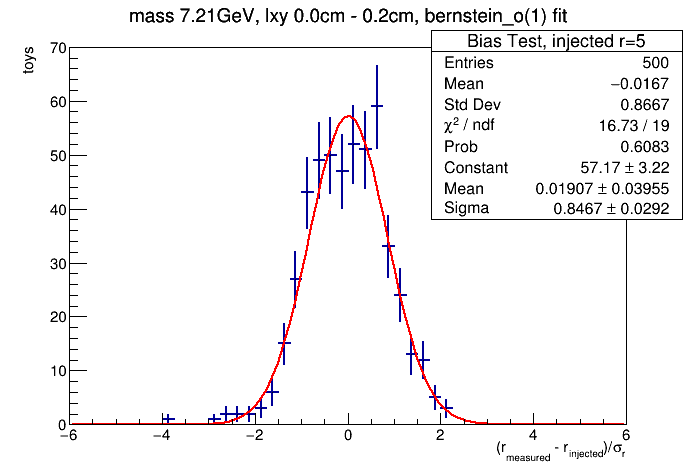 mass 7.21GeV, lxy 0.0cm - 0.2cm, bernstein_o(1) fit
Bias Test, injected r=5
Entries 500
Mean −0.0167
Std Dev 0.8667
χ² / ndf 16.73 / 19
Prob 0.6083
Constant 57.17 ± 3.22
Mean 0.01907 ± 0.03955
Sigma 0.8467 ± 0.0292
toys
70
60
50
40
30
20
10
0
−6 −4 −2 0 2 4 6
(r_measured - r_injected)/σ_r